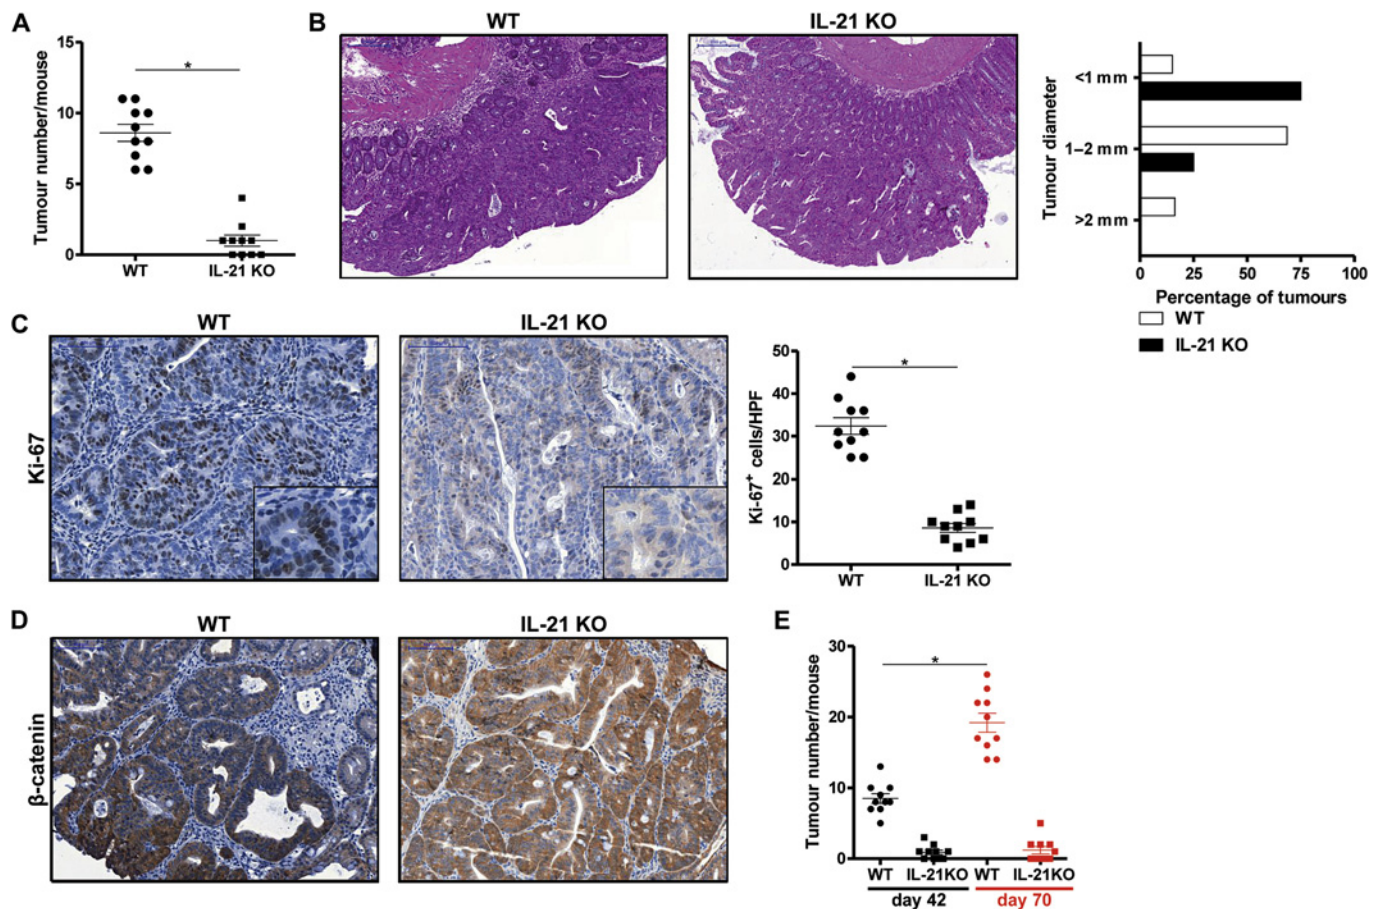 A
Tumour number/mouse
15
10
5
0
*
WT
IL-21 KO
B
WT
IL-21 KO
Tumour diameter
<1 mm
1–2 mm
>2 mm
0
25
50
75
100
Percentage of tumours
WT
IL-21 KO
C
WT
IL-21 KO
Ki-67
Ki-67+ cells/HPF
50
40
30
20
10
0
*
WT
IL-21 KO
D
WT
IL-21 KO
β-catenin
E
Tumour number/mouse
30
20
10
0
*
WT
IL-21KO
WT
IL-21KO
day 42
day 70